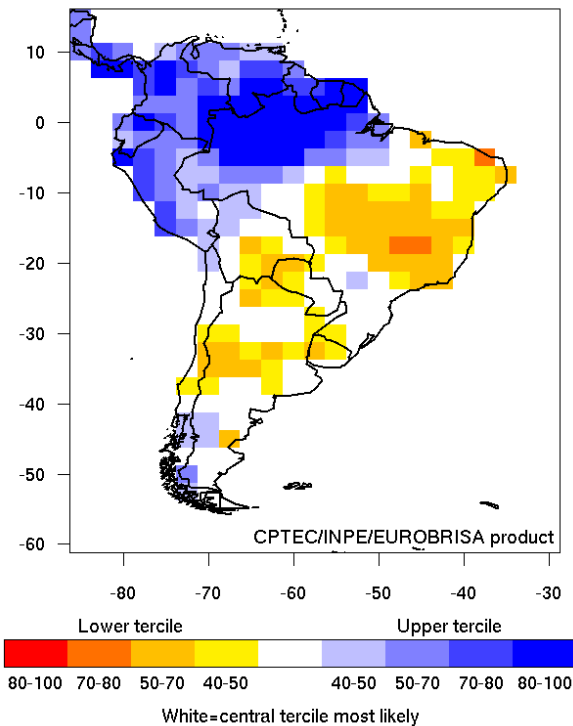 10
0
-10
-20
-30
-40
-50
-60
CPTEC/INPE/EUROBRISA product
-80 -70 -60 -50 -40 -30
Lower tercile Upper tercile
80-100 70-80 50-70 40-50 40-50 50-70 70-80 80-100
White=central tercile most likely